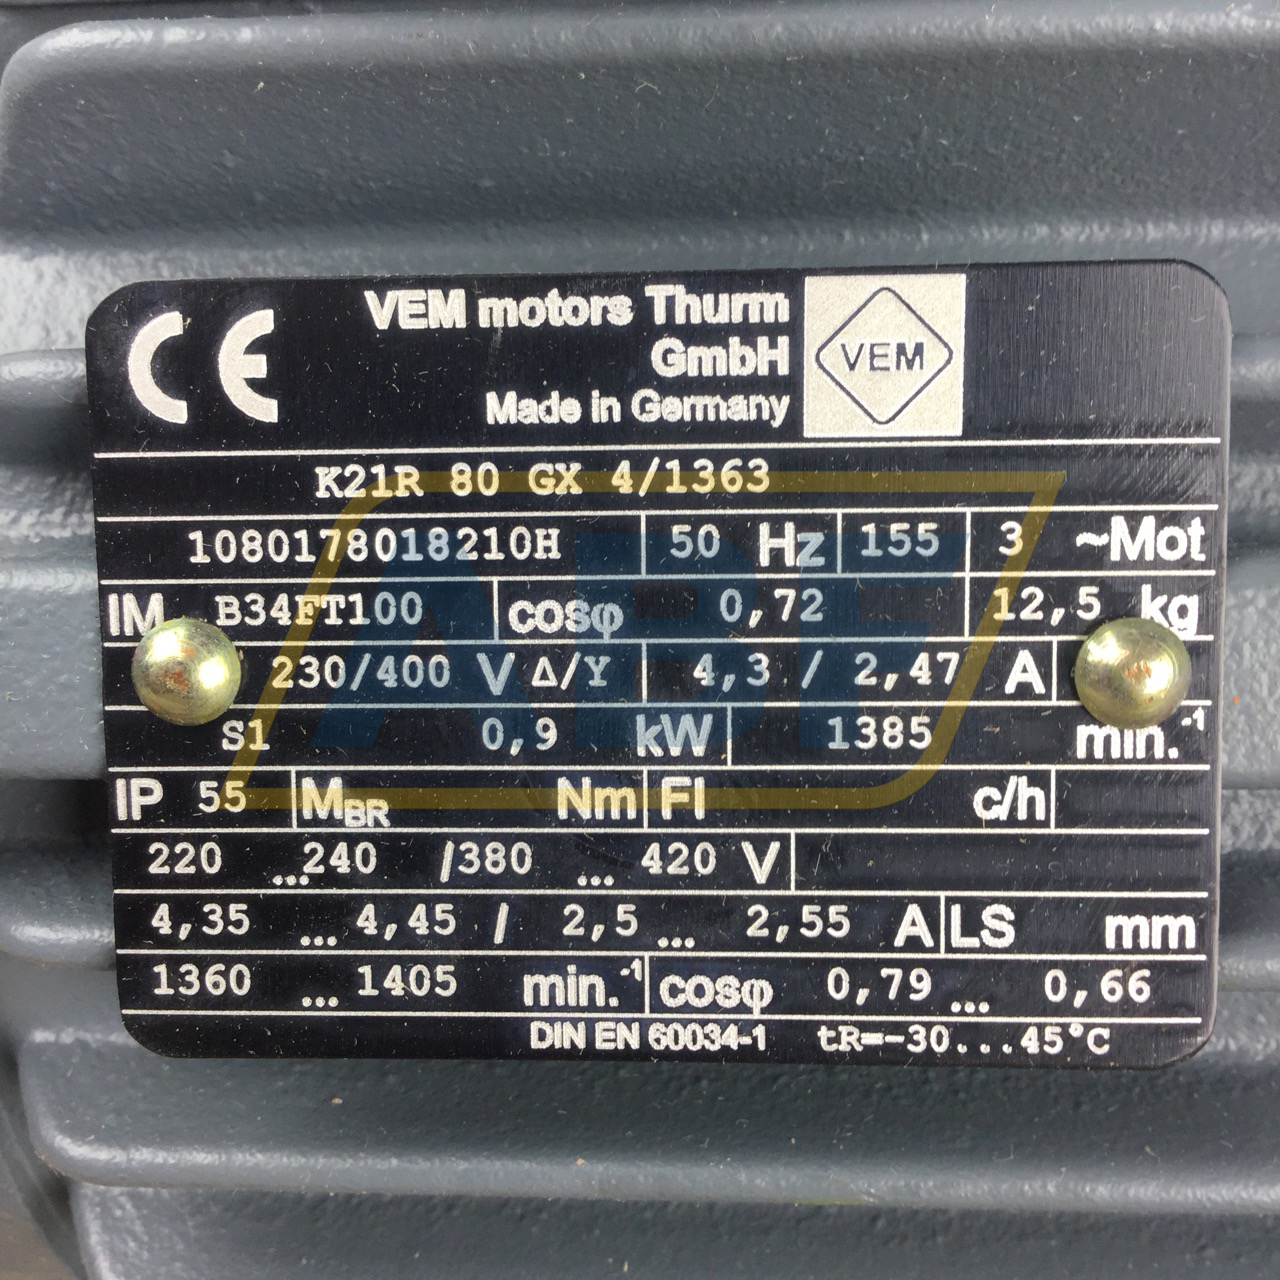 CE VEM motors Thurm
GmbH
Made in Germany
VEM
K21R 80 GX 4/1363
1080178018210H 50 Hz 155 3 ~Mot
IM B34FT100 cosφ 0,72 12,5 kg
230/400 V Δ/Y 4,3 / 2,47 A
S1 0,9 kW 1385 min.-1
IP 55 MBR Nm FI c/h
220 ...240 /380 ... 420 V
4,35 ... 4,45 / 2,5 ... 2,55 A LS mm
1360 ... 1405 min.-1 cosφ 0,79 ... 0,66
DIN EN 60034-1 tR=-30...45°C
ABF